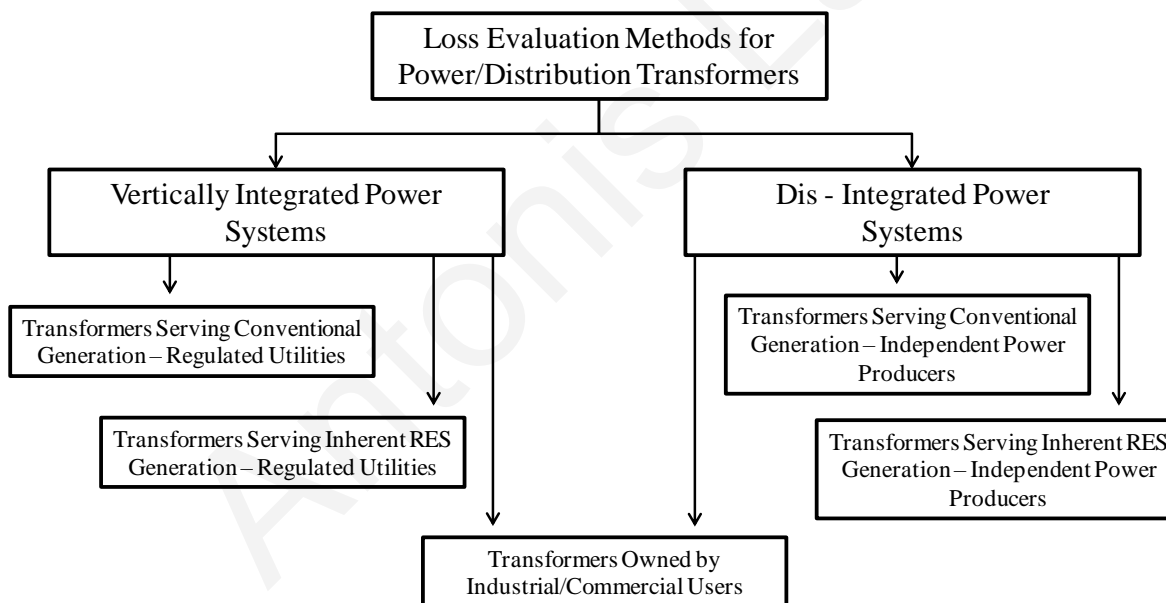 Loss Evaluation Methods for
Power/Distribution Transformers
Vertically Integrated Power
Systems
Dis - Integrated Power
Systems
Transformers Serving Conventional
Generation – Regulated Utilities
Transformers Serving Conventional
Generation – Independent Power
Producers
Transformers Serving Inherent RES
Generation – Regulated Utilities
Transformers Serving Inherent RES
Generation – Independent Power
Producers
Transformers Owned by
Industrial/Commercial Users
Antonis